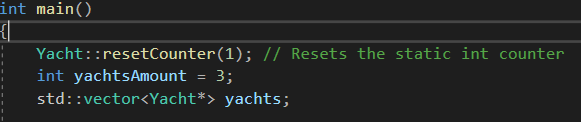 int main()
{
Yacht::resetCounter(1); // Resets the static int counter
int yachtsAmount = 3;
std::vector<Yacht*> yachts;